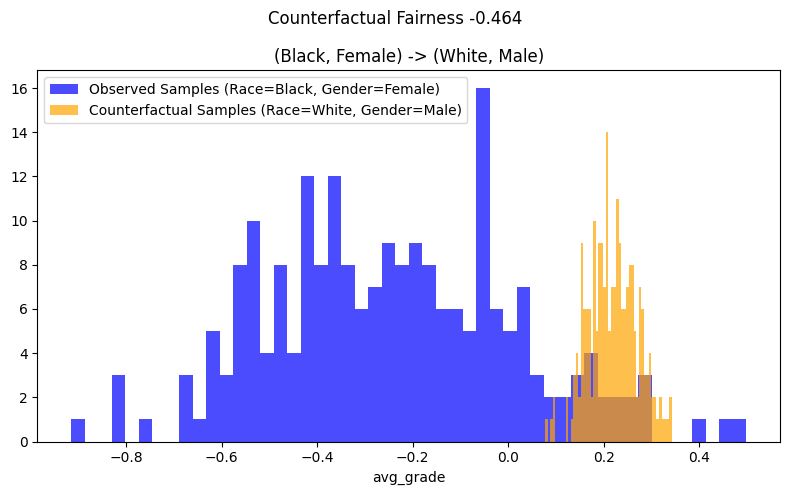 Counterfactual Fairness -0.464
(Black, Female) -> (White, Male)
Observed Samples (Race=Black, Gender=Female)
Counterfactual Samples (Race=White, Gender=Male)
16
14
12
10
8
6
4
2
0
−0.8 −0.6 −0.4 −0.2 0.0 0.2 0.4
avg_grade